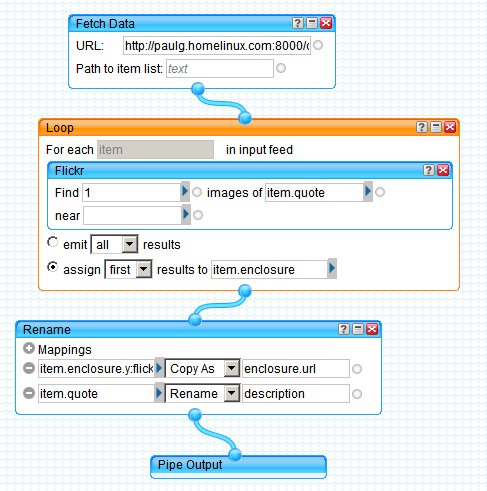 Fetch Data
URL: http://paulg.homelinux.com:8000/
Path to item list: text
Loop
For each item in input feed
Flickr
Find 1 images of item.quote
near
emit all results
assign first results to item.enclosure
Rename
Mappings
item.enclosure.y:flick Copy As enclosure.url
item.quote Rename description
Pipe Output